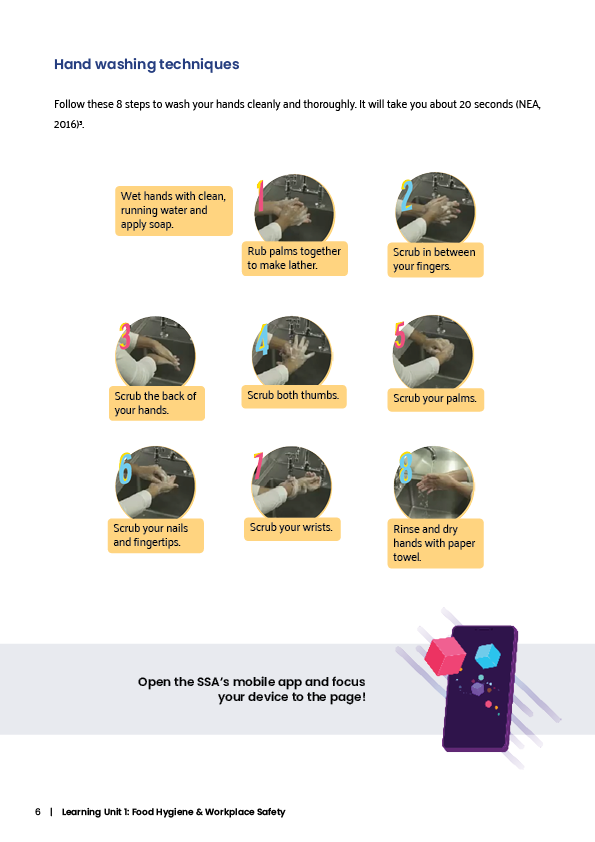 Hand washing techniques
Follow these 8 steps to wash your hands cleanly and thoroughly. It will take you about 20 seconds (NEA,
2016)³.
Wet hands with clean,
running water and
apply soap.
1
Rub palms together
to make lather.
2
Scrub in between
your fingers.
3
Scrub the back of
your hands.
4
Scrub both thumbs.
5
Scrub your palms.
6
Scrub your nails
and fingertips.
7
Scrub your wrists.
8
Rinse and dry
hands with paper
towel.
Open the SSA's mobile app and focus
your device to the page!
6 | Learning Unit 1: Food Hygiene & Workplace Safety